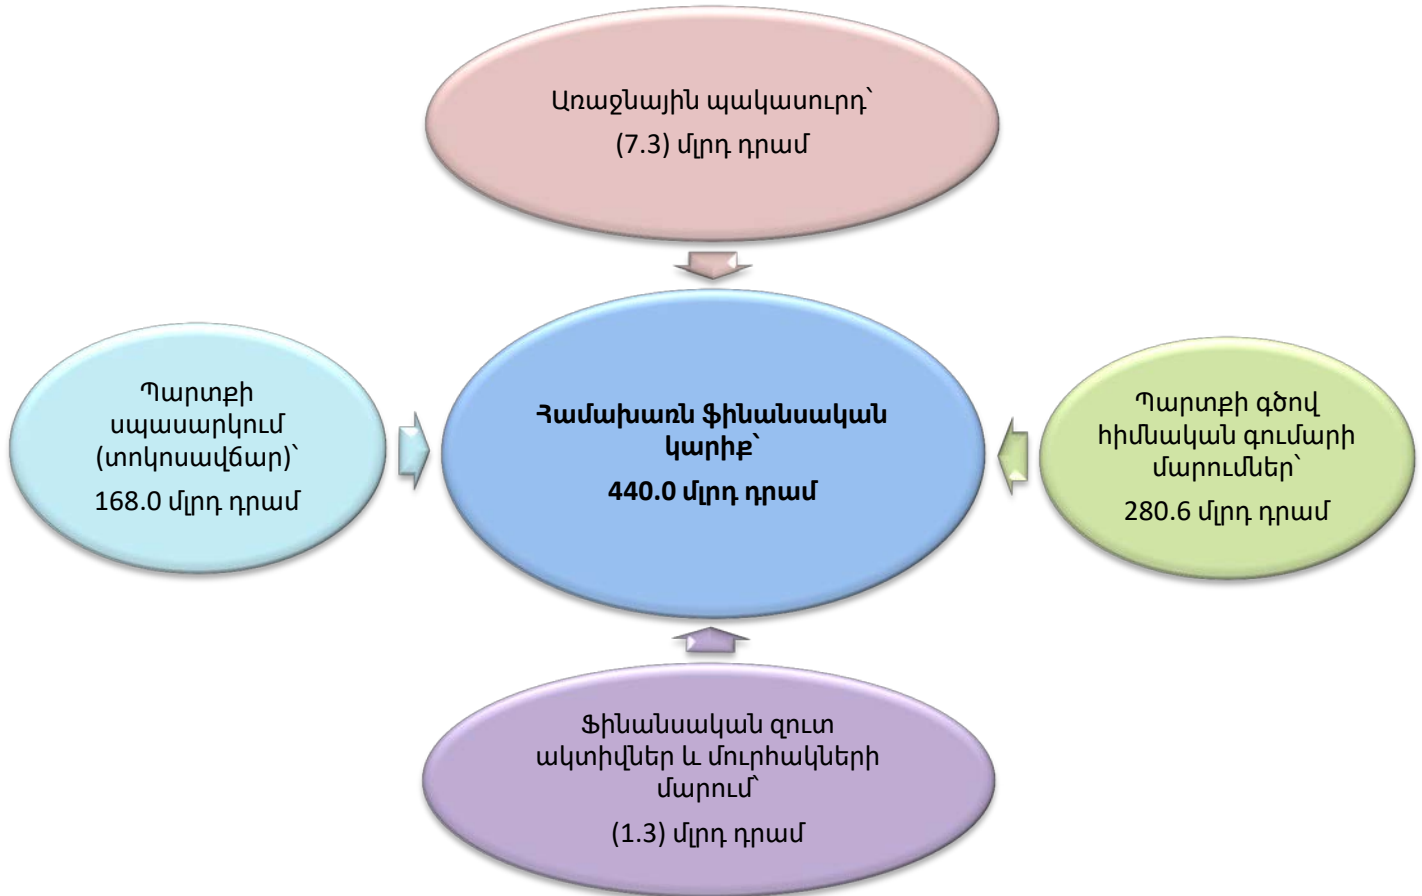 Առաջնային պակասուրդ՝
(7.3) մլրդ դրամ
Պարտքի
սպասարկում
(տոկոսավճար)՝
168.0 մլրդ դրամ
Համախառն ֆինանսական
կարիք՝
440.0 մլրդ դրամ
Պարտքի գծով
հիմնական գումարի
մարումներ՝
280.6 մլրդ դրամ
Ֆինանսական զուտ
ակտիվներ և մուրհակների
մարում՝
(1.3) մլրդ դրամ